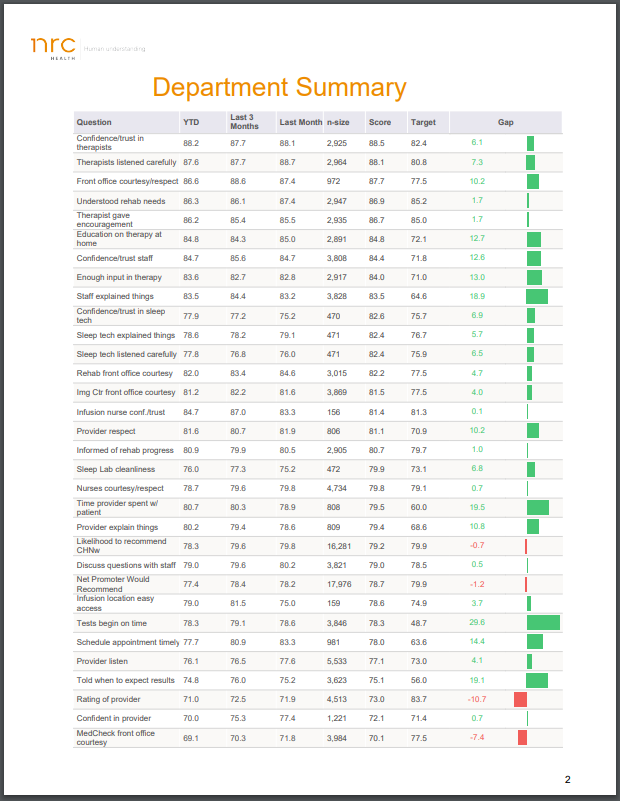 nrc Human understanding
HEALTH
Department Summary
Question YTD Last 3 Months Last Month n-size Score Target Gap
Confidence/trust in therapists 88.2 87.7 88.1 2,925 88.5 82.4 6.1
Therapists listened carefully 87.6 87.7 88.7 2,964 88.1 80.8 7.3
Front office courtesy/respect 86.6 88.6 87.4 972 87.7 77.5 10.2
Understood rehab needs 86.3 86.1 87.4 2,947 86.9 85.2 1.7
Therapist gave encouragement 86.2 85.4 85.5 2,935 86.7 85.0 1.7
Education on therapy at home 84.8 84.3 85.0 2,891 84.8 72.1 12.7
Confidence/trust staff 84.7 85.6 84.7 3,808 84.4 71.8 12.6
Enough input in therapy 83.6 82.7 82.8 2,917 84.0 71.0 13.0
Staff explained things 83.5 84.4 83.2 3,828 83.5 64.6 18.9
Confidence/trust in sleep tech 77.9 77.2 75.2 470 82.6 75.7 6.9
Sleep tech explained things 78.6 78.2 79.1 471 82.4 76.7 5.7
Sleep tech listened carefully 77.8 76.8 76.0 471 82.4 75.9 6.5
Rehab front office courtesy 82.0 83.4 84.6 3,015 82.2 77.5 4.7
Img Ctr front office courtesy 81.2 82.2 81.6 3,869 81.5 77.5 4.0
Infusion nurse conf./trust 84.7 87.0 83.3 156 81.4 81.3 0.1
Provider respect 81.6 80.7 81.9 806 81.1 70.9 10.2
Informed of rehab progress 80.9 79.9 80.5 2,905 80.7 79.7 1.0
Sleep Lab cleanliness 76.0 77.3 75.2 472 79.9 73.1 6.8
Nurses courtesy/respect 78.7 79.6 79.8 4,734 79.8 79.1 0.7
Time provider spent w/ patient 80.7 80.3 78.9 808 79.5 60.0 19.5
Provider explain things 80.2 79.4 78.6 809 79.4 68.6 10.8
Likelihood to recommend CHNw 78.3 79.6 79.8 16,281 79.2 79.9 -0.7
Discuss questions with staff 79.0 79.6 80.2 3,821 79.0 78.5 0.5
Net Promoter Would Recommend 77.4 78.4 78.2 17,976 78.7 79.9 -1.2
Infusion location easy access 79.0 81.5 75.0 159 78.6 74.9 3.7
Tests begin on time 78.3 79.1 78.6 3,846 78.3 48.7 29.6
Schedule appointment timely 77.7 80.9 83.3 981 78.0 63.6 14.4
Provider listen 76.1 76.5 77.6 5,533 77.1 73.0 4.1
Told when to expect results 74.8 76.0 75.2 3,623 75.1 56.0 19.1
Rating of provider 71.0 72.5 71.9 4,513 73.0 83.7 -10.7
Confident in provider 70.0 75.3 77.4 1,221 72.1 71.4 0.7
MedCheck front office courtesy 69.1 70.3 71.8 3,984 70.1 77.5 -7.4
2